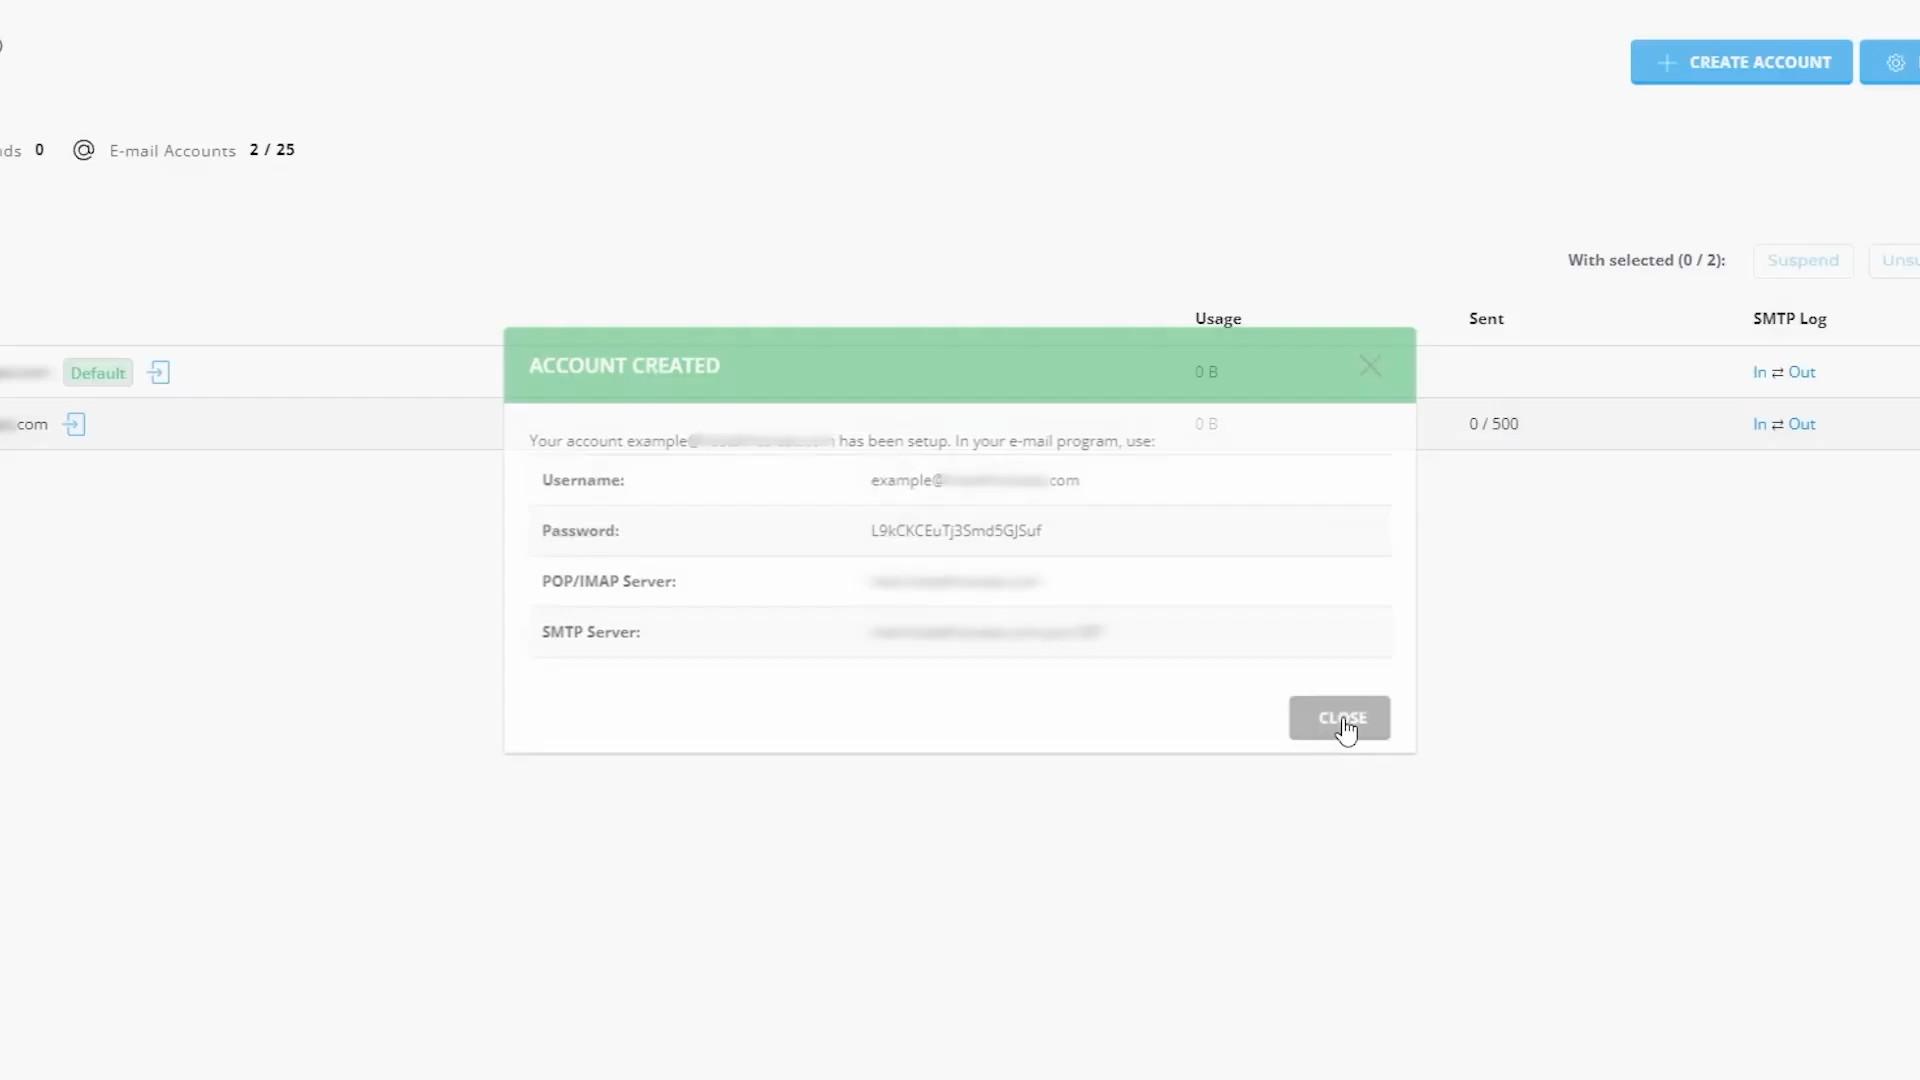 CREATE ACCOUNT
0 E-mail Accounts 2 / 25
With selected (0 / 2): Suspend
Usage Sent SMTP Log
Default 0 B In ⇄ Out
com 0 B 0 / 500 In ⇄ Out
ACCOUNT CREATED
Your account example@ has been setup. In your e-mail program, use:
Username: example@ com
Password: L9kCKCEuTj3Smd5GJSuf
POP/IMAP Server:
SMTP Server:
CLOSE